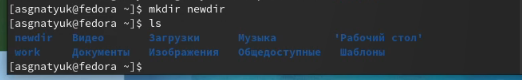 [asgnatyuk@fedora ~]$ mkdir newdir
[asgnatyuk@fedora ~]$ ls
newdir Видео Загрузки Музыка 'Рабочий стол'
work Документы Изображения Общедоступные Шаблоны
[asgnatyuk@fedora ~]$